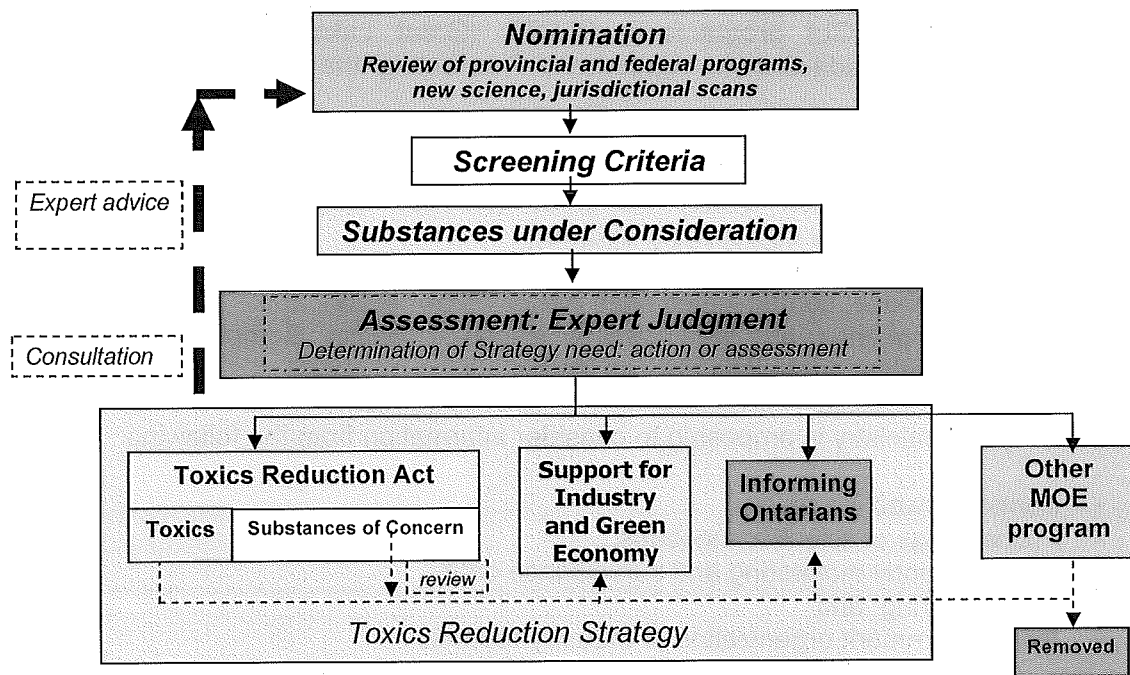 Nomination
Review of provincial and federal programs,
new science, jurisdictional scans
Screening Criteria
Expert advice
Substances under Consideration
Assessment: Expert Judgment
Determination of Strategy need: action or assessment
Consultation
Toxics Reduction Act
Toxics
Substances of Concern
review
Support for
Industry
and Green
Economy
Informing
Ontarians
Other
MOE
program
Toxics Reduction Strategy
Removed